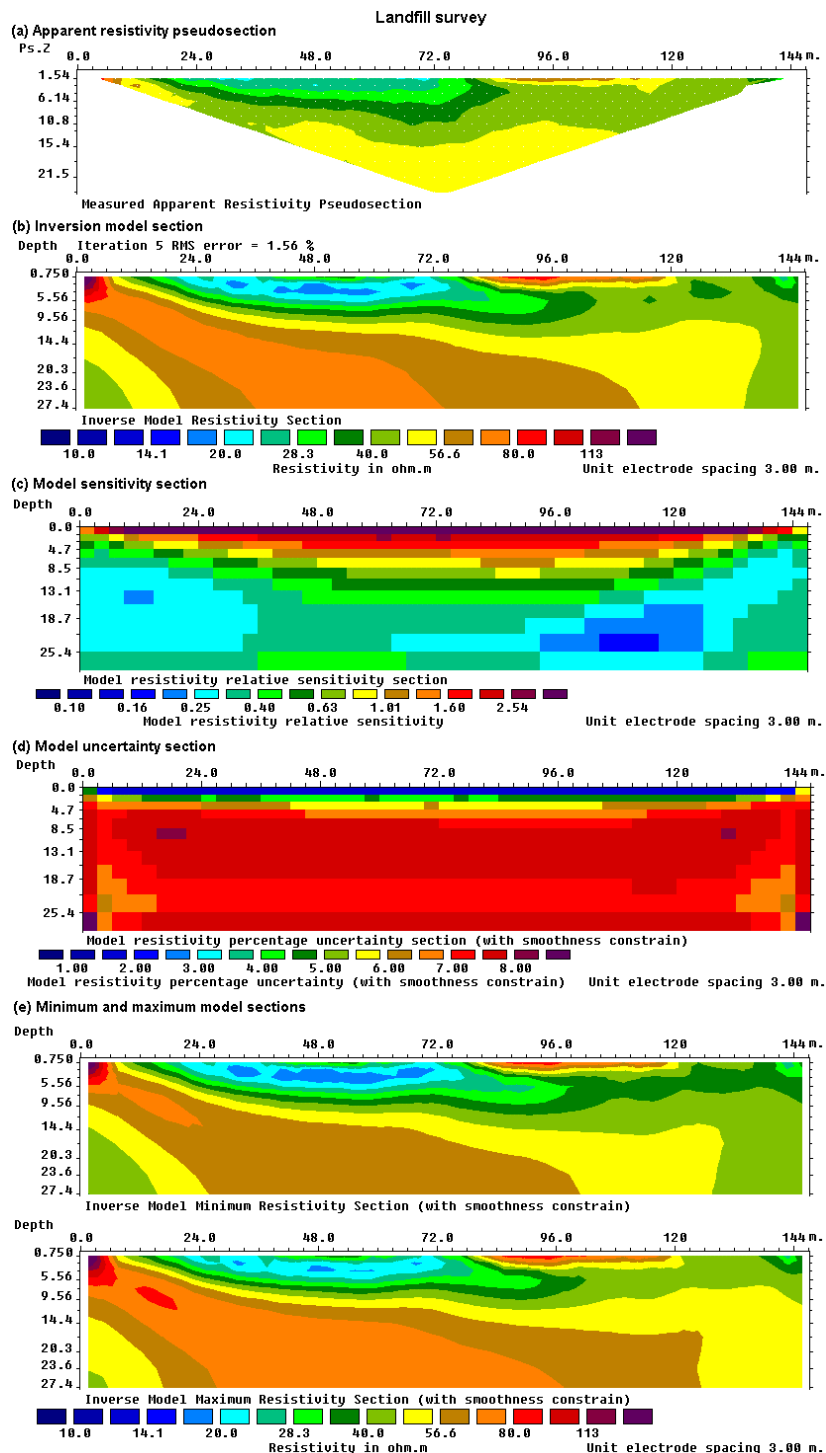 Landfill survey
(a) Apparent resistivity pseudosection
Ps.Z
0.0 24.0 48.0 72.0 96.0 120 144 m.
1.54
6.14
10.8
15.4
21.5
Measured Apparent Resistivity Pseudosection
(b) Inversion model section
Depth Iteration 5 RMS error = 1.56 %
0.0 24.0 48.0 72.0 96.0 120 144 m.
0.750
5.56
9.56
14.4
20.3
23.6
27.4
Inverse Model Resistivity Section
10.0 14.1 20.0 28.3 40.0 56.6 80.0 113
Resistivity in ohm.m Unit electrode spacing 3.00 m.
(c) Model sensitivity section
Depth
0.0 24.0 48.0 72.0 96.0 120 144 m.
0.0
4.7
8.5
13.1
18.7
25.4
Model resistivity relative sensitivity section
0.10 0.16 0.25 0.40 0.63 1.01 1.60 2.54
Model resistivity relative sensitivity Unit electrode spacing 3.00 m.
(d) Model uncertainty section
Depth
0.0 24.0 48.0 72.0 96.0 120 144 m.
0.0
4.7
8.5
13.1
18.7
25.4
Model resistivity percentage uncertainty section (with smoothness constrain)
1.00 2.00 3.00 4.00 5.00 6.00 7.00 8.00
Model resistivity percentage uncertainty (with smoothness constrain) Unit electrode spacing 3.00 m.
(e) Minimum and maximum model sections
Depth
0.0 24.0 48.0 72.0 96.0 120 144 m.
0.750
5.56
9.56
14.4
20.3
23.6
27.4
Inverse Model Minimum Resistivity Section (with smoothness constrain)
Depth
0.0 24.0 48.0 72.0 96.0 120 144 m.
0.750
5.56
9.56
14.4
20.3
23.6
27.4
Inverse Model Maximum Resistivity Section (with smoothness constrain)
10.0 14.1 20.0 28.3 40.0 56.6 80.0 113
Resistivity in ohm.m Unit electrode spacing 3.00 m.